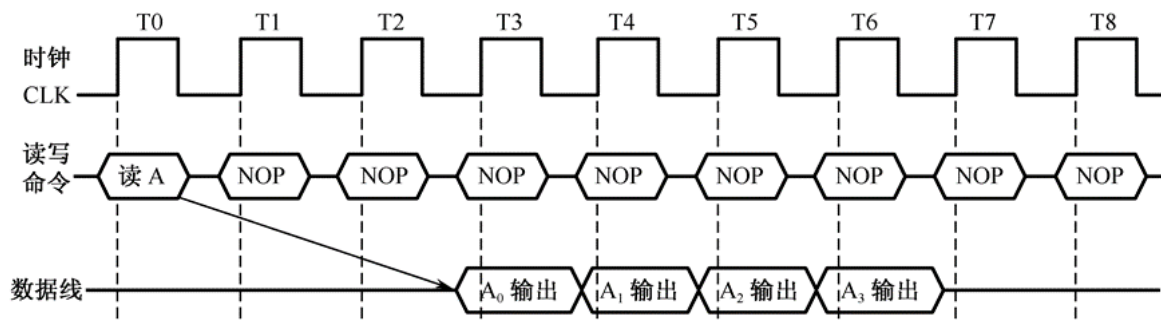 T0 T1 T2 T3 T4 T5 T6 T7 T8
时钟
CLK
读写
命令
读 A NOP NOP NOP NOP NOP NOP NOP NOP
数据线
A₀ 输出 A₁ 输出 A₂ 输出 A₃ 输出